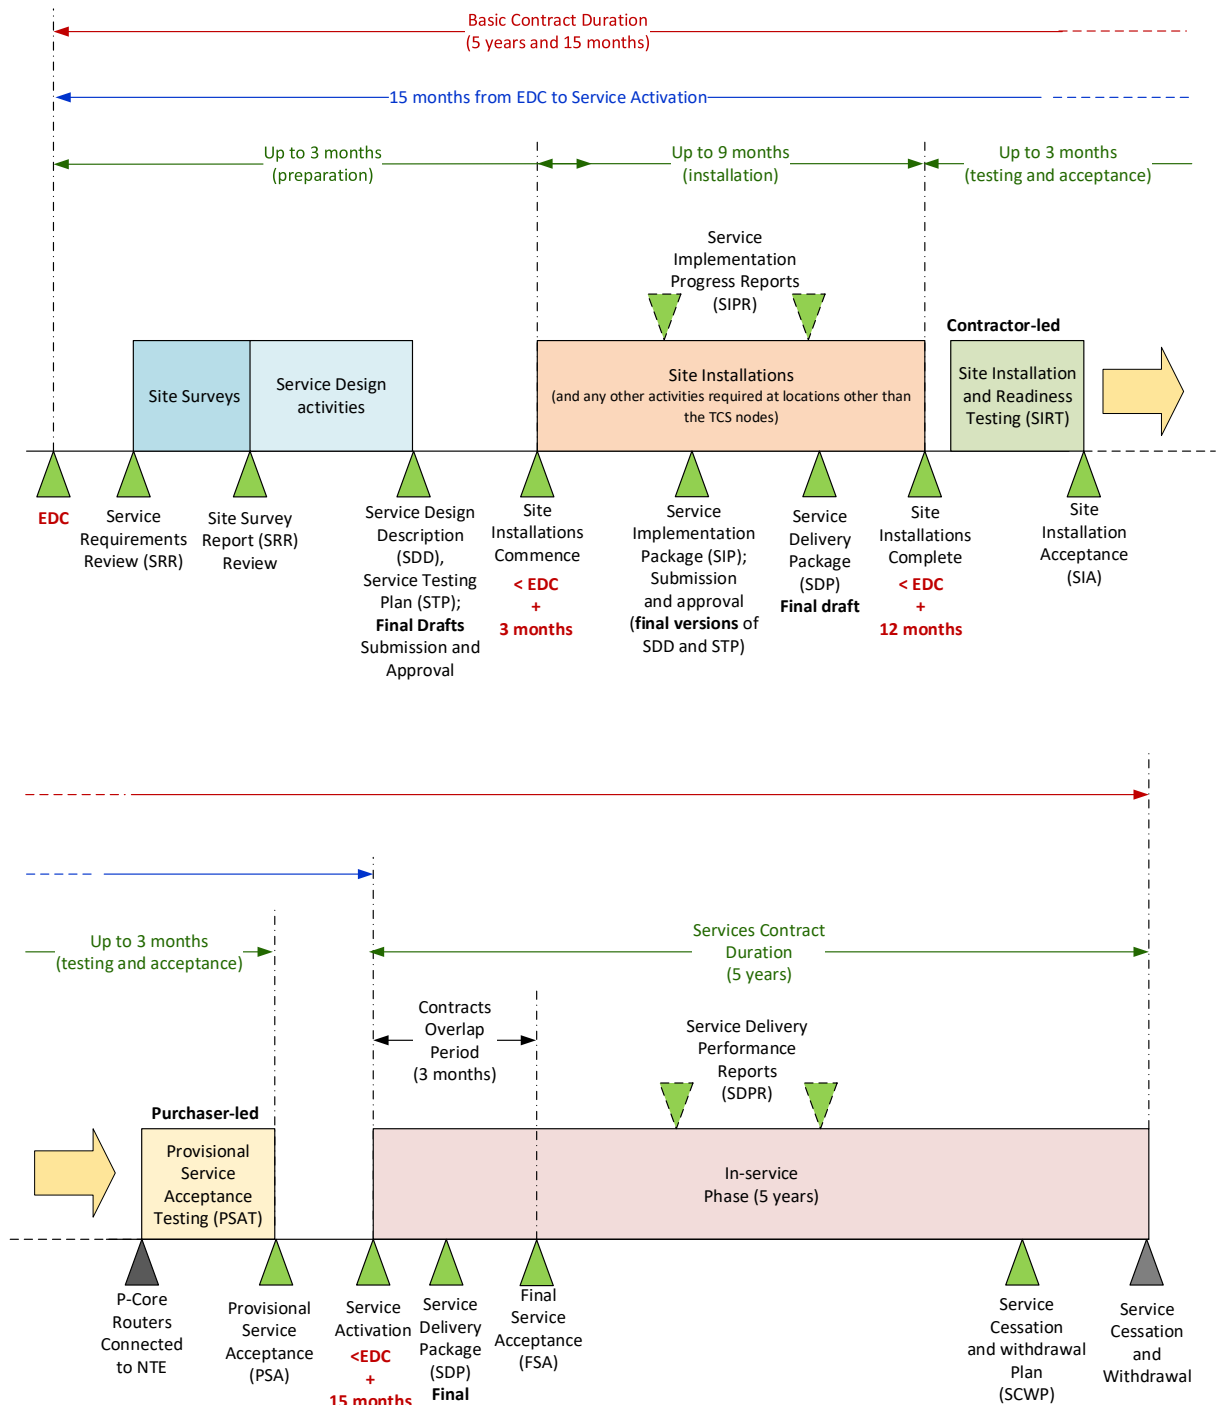 Basic Contract Duration
(5 years and 15 months)
15 months from EDC to Service Activation
Up to 3 months
(preparation)
Up to 9 months
(installation)
Up to 3 months
(testing and acceptance)
Service
Implementation
Progress Reports
(SIPR)
Contractor-led
Site Surveys
Service Design
activities
Site Installations
(and any other activities required at locations other than
the TCS nodes)
Site Installation
and Readiness
Testing (SIRT)
EDC
Service
Requirements
Review (SRR)
Site Survey
Report (SRR)
Review
Service Design
Description
(SDD),
Service Testing
Plan (STP);
Final Drafts
Submission and
Approval
Site
Installations
Commence
< EDC
+
3 months
Service
Implementation
Package (SIP);
Submission
and approval
(final versions of
SDD and STP)
Service
Delivery
Package
(SDP)
Final draft
Site
Installations
Complete
< EDC
+
12 months
Site
Installation
Acceptance
(SIA)
Up to 3 months
(testing and acceptance)
Services Contract
Duration
(5 years)
Contracts
Overlap
Period
(3 months)
Service Delivery
Performance
Reports
(SDPR)
Purchaser-led
Provisional
Service
Acceptance
Testing (PSAT)
In-service
Phase (5 years)
P-Core
Routers
Connected
to NTE
Provisional
Service
Acceptance
(PSA)
Service
Activation
<EDC
+
15 months
Service
Delivery
Package
(SDP)
Final
Final
Service
Acceptance
(FSA)
Service
Cessation
and withdrawal
Plan
(SCWP)
Service
Cessation
and
Withdrawal